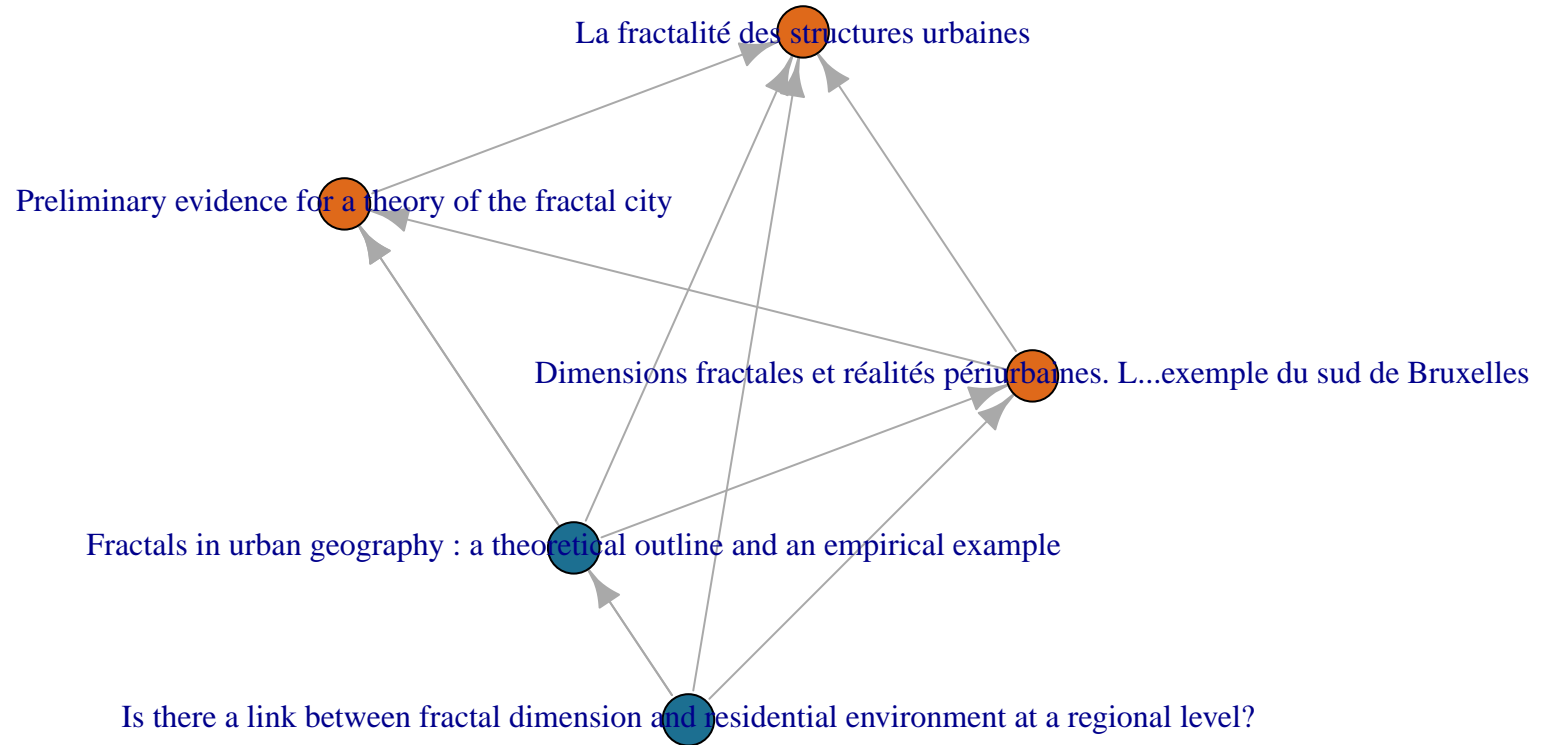 La fractalité des structures urbaines
Preliminary evidence for a theory of the fractal city
Dimensions fractales et réalités périurbaines. L...exemple du sud de Bruxelles
Fractals in urban geography : a theoretical outline and an empirical example
Is there a link between fractal dimension and residential environment at a regional level?